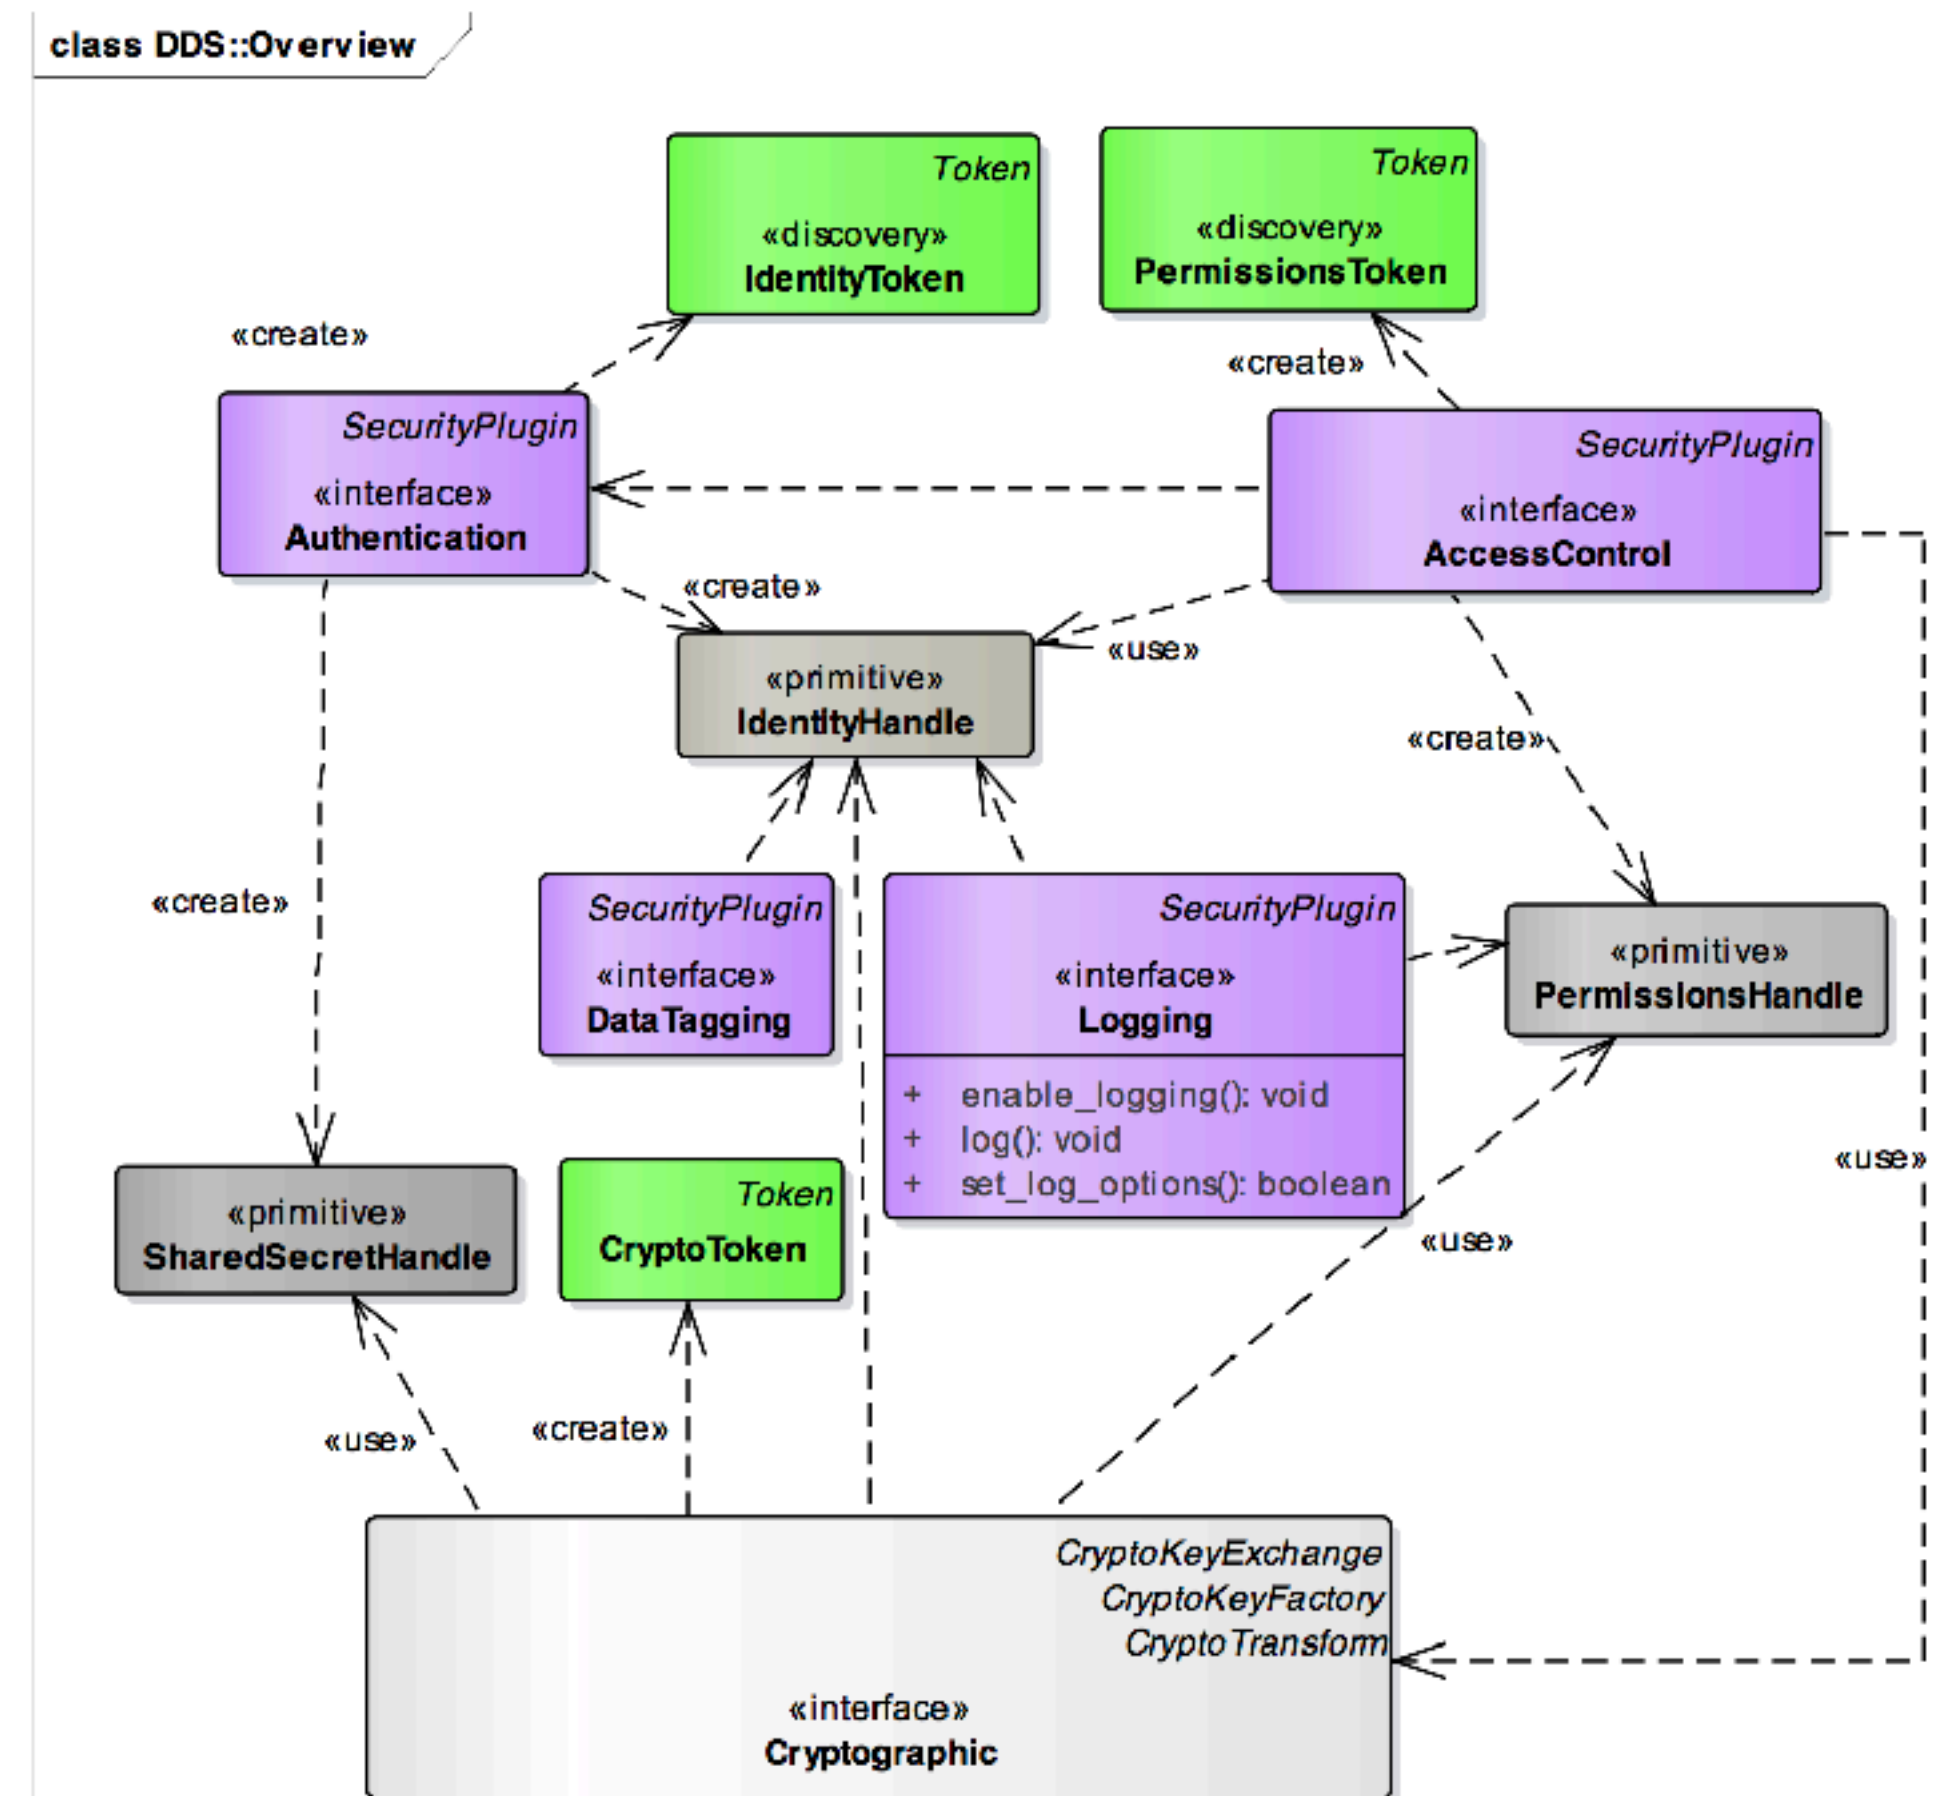 class DDS::Overview
Token
«discovery»
IdentityToken
Token
«discovery»
PermissionsToken
«create»
«create»
SecurityPlugin
«interface»
Authentication
SecurityPlugin
«interface»
AccessControl
«create»
«primitive»
IdentityHandle
«use»
«create»
«create»
SecurityPlugin
«interface»
DataTagging
SecurityPlugin
«interface»
Logging
+ enable_logging(): void
+ log(): void
+ set_log_options(): boolean
«primitive»
PermissionsHandle
«use»
«primitive»
SharedSecretHandle
Token
CryptoToken
«use»
«use»
«create»
CryptoKeyExchange
CryptoKeyFactory
CryptoTransform
«interface»
Cryptographic